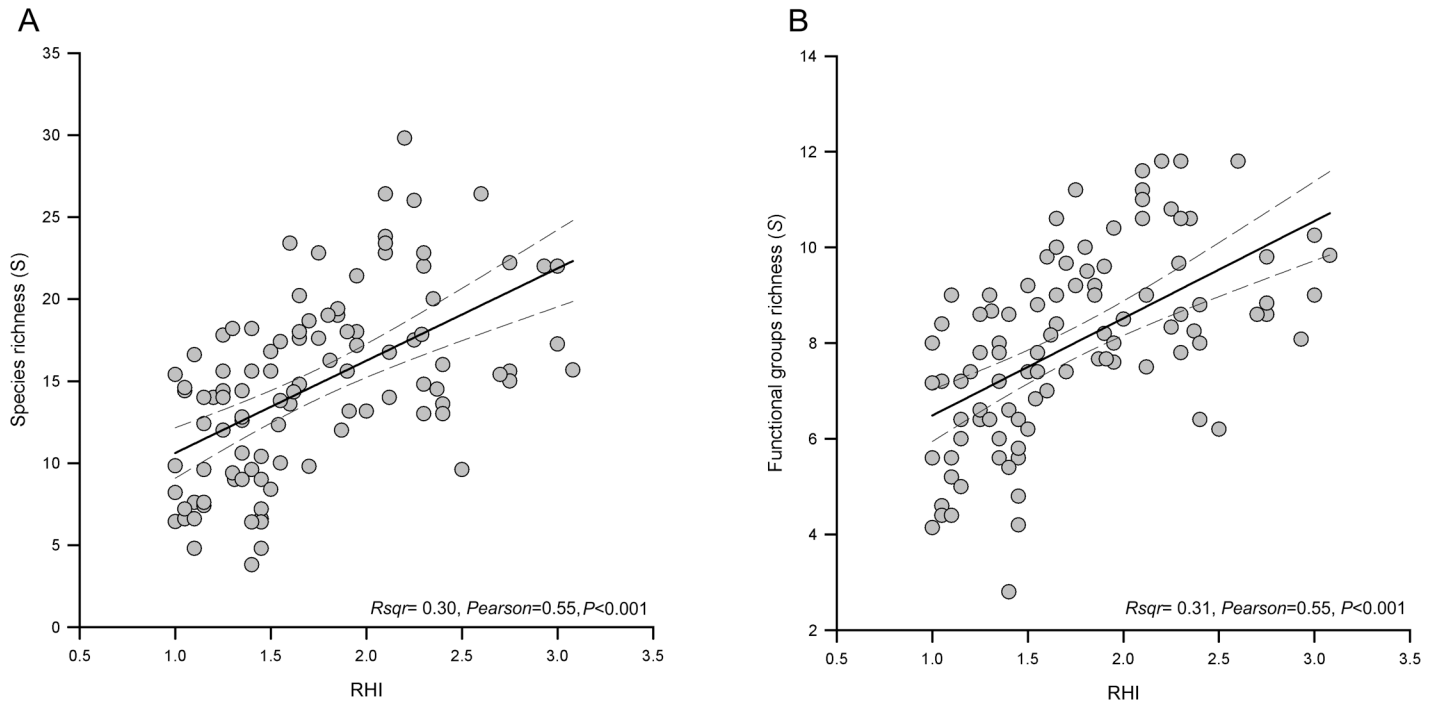 A
35
30
25
20
15
10
5
0
Species richness (S)
0.5 1.0 1.5 2.0 2.5 3.0 3.5
RHI
Rsqr= 0.30, Pearson=0.55, P<0.001
B
14
12
10
8
6
4
2
Functional groups richness (S)
0.5 1.0 1.5 2.0 2.5 3.0 3.5
RHI
Rsqr= 0.31, Pearson=0.55, P<0.001